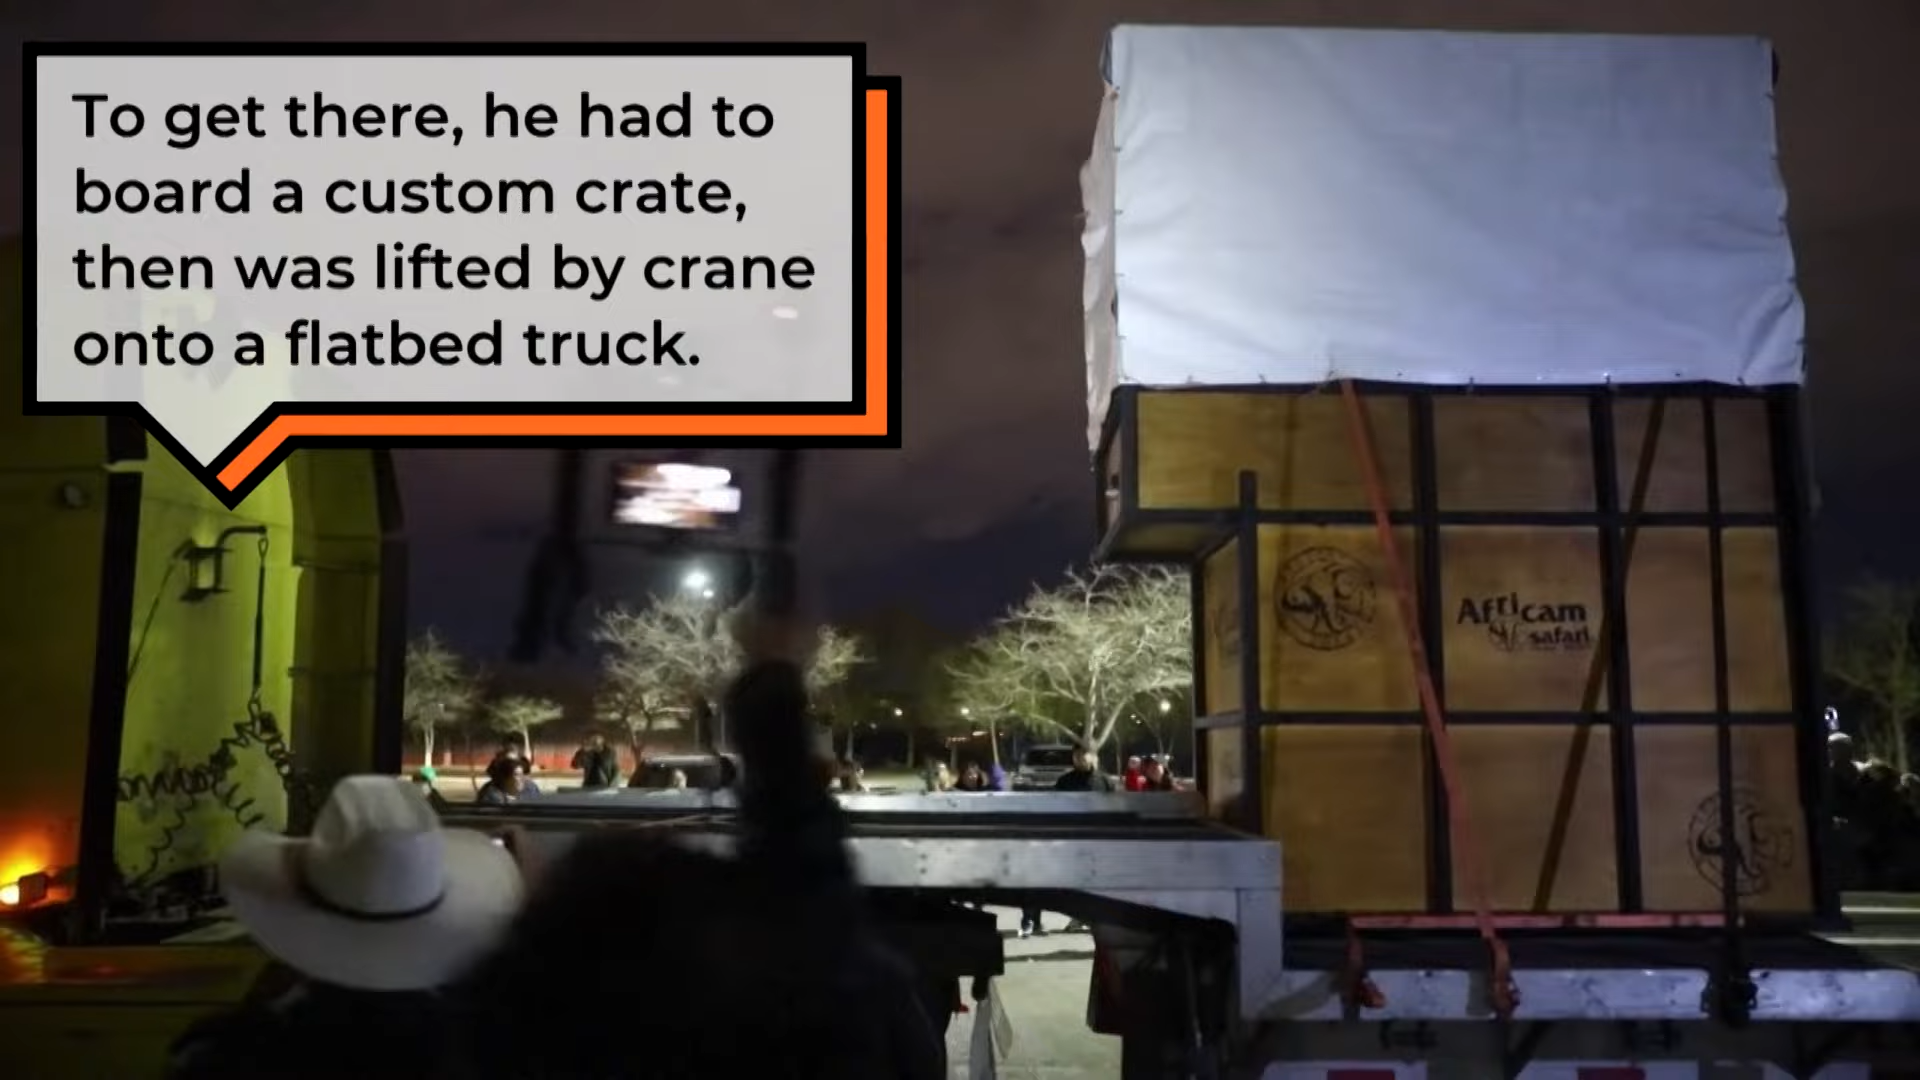 To get there, he had to
board a custom crate,
then was lifted by crane
onto a flatbed truck.
Africam
safari